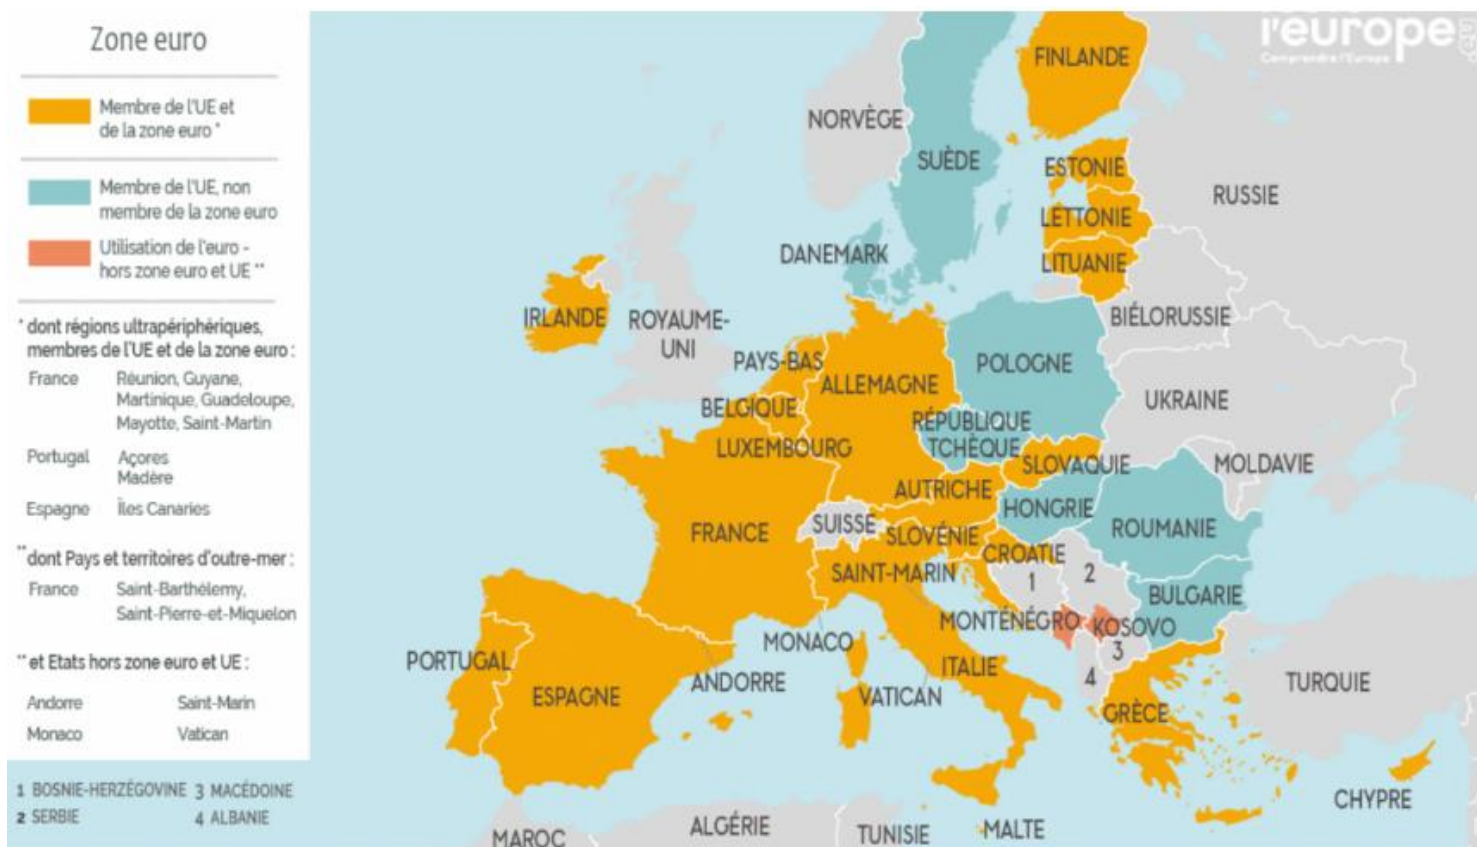 Zone euro
Membre de l'UE et
de la zone euro *
Membre de l'UE, non
membre de la zone euro
Utilisation de l'euro -
hors zone euro et UE **
* dont régions ultrapériphériques,
membres de l'UE et de la zone euro :
France Réunion, Guyane,
Martinique, Guadeloupe,
Mayotte, Saint-Martin
Portugal Açores
Madère
Espagne Îles Canaries
** dont Pays et territoires d'outre-mer :
France Saint-Barthélemy,
Saint-Pierre-et-Miquelon
** et Etats hors zone euro et UE :
Andorre Saint-Marin
Monaco Vatican
1 BOSNIE-HERZÉGOVINE 3 MACÉDOINE
2 SERBIE 4 ALBANIE
l'europe
Comprendre l'Europe
FINLANDE
NORVÈGE
SUÈDE
ESTONIE
RUSSIE
LETTONIE
DANEMARK
LITUANIE
IRLANDE
ROYAUME-
UNI
BIÉLORUSSIE
PAYS-BAS
POLOGNE
ALLEMAGNE
UKRAINE
BELGIQUE
RÉPUBLIQUE
TCHÈQUE
LUXEMBOURG
SLOVAQUIE
MOLDAVIE
AUTRICHE
HONGRIE
SUISSE
FRANCE
SLOVÉNIE
ROUMANIE
CROATIE
SAINT-MARIN
1
2
BULGARIE
MONTÉNÉGRO
KOSOVO
MONACO
3
PORTUGAL
ITALIE
4
ANDORRE
TURQUIE
ESPAGNE
VATICAN
GRÈCE
CHYPRE
ALGÉRIE
MALTE
TUNISIE
MAROC